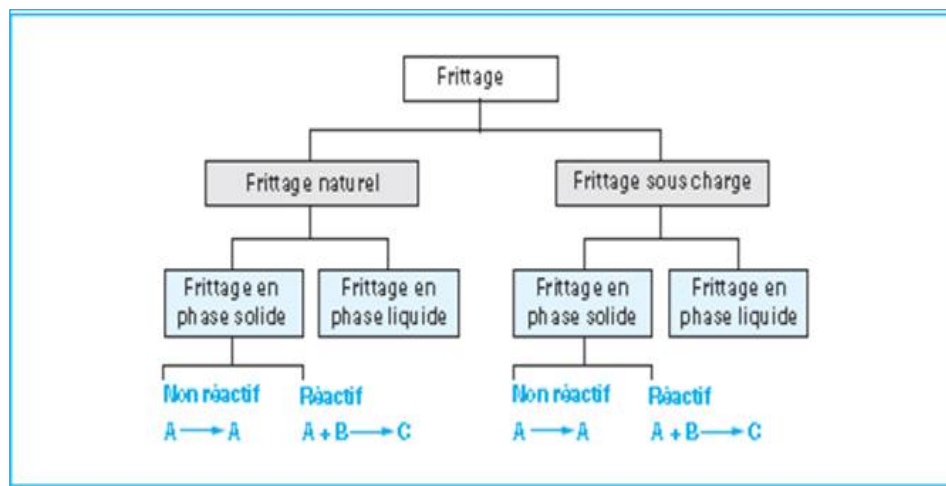 Frittage
Frittage naturel
Frittage sous charge
Frittage en
phase solide
Frittage en
phase liquide
Frittage en
phase solide
Frittage en
phase liquide
Non réactif
Réactif
Non réactif
Réactif
A → A
A + B → C
A → A
A + B → C